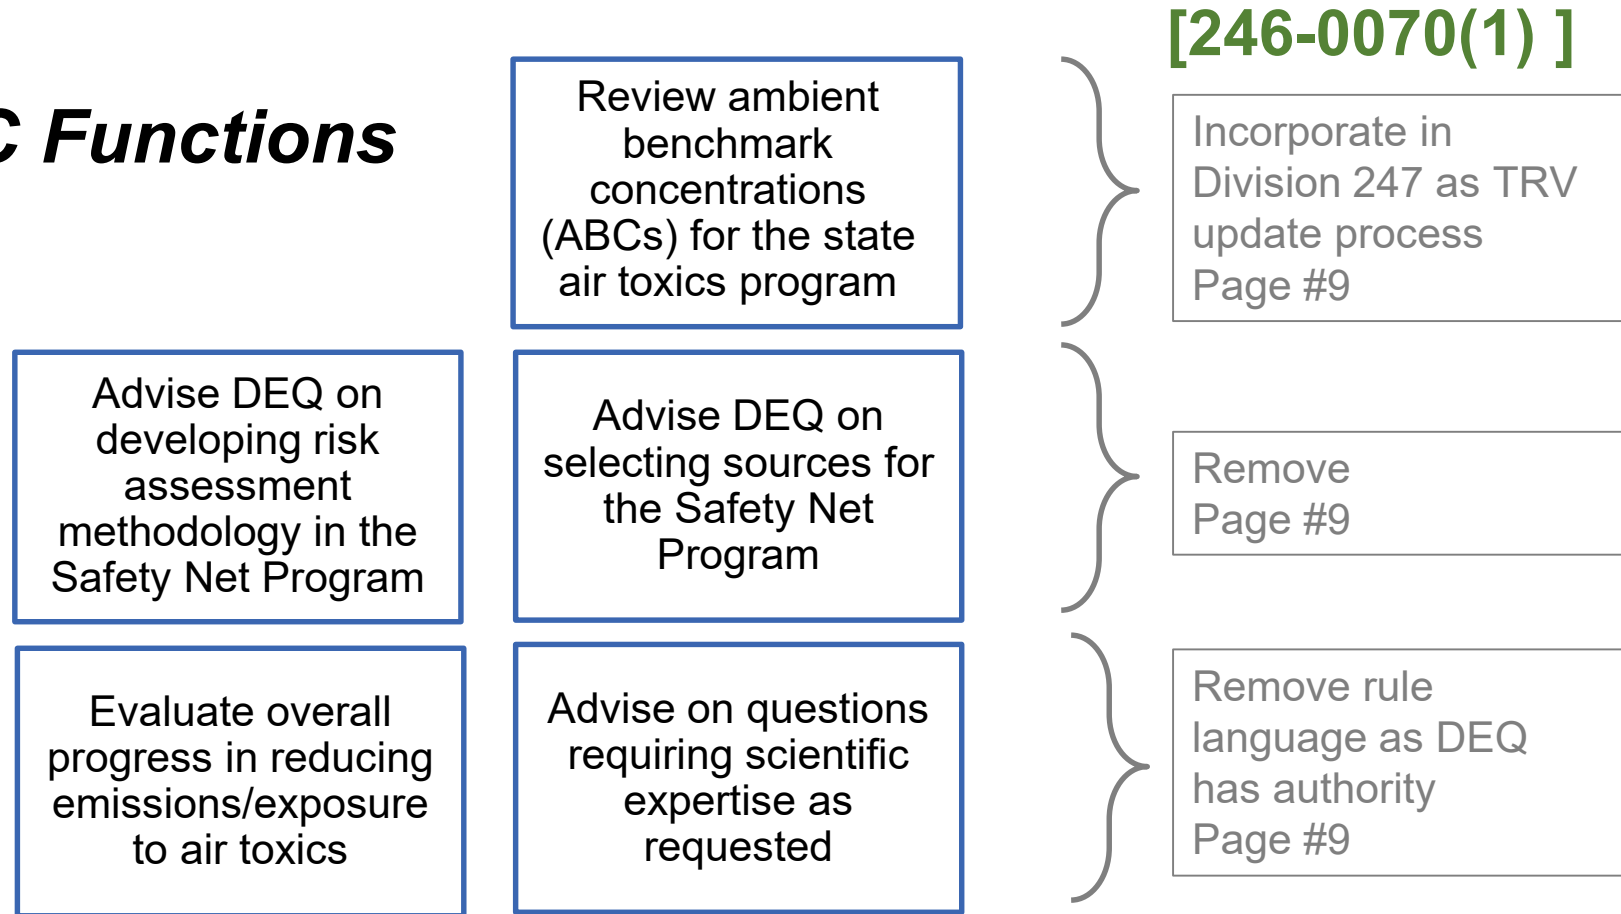 [246-0070(1) ]
C Functions
Review ambient
benchmark
concentrations
(ABCs) for the state
air toxics program
Incorporate in
Division 247 as TRV
update process
Page #9
Advise DEQ on
developing risk
assessment
methodology in the
Safety Net Program
Advise DEQ on
selecting sources for
the Safety Net
Program
Remove
Page #9
Evaluate overall
progress in reducing
emissions/exposure
to air toxics
Advise on questions
requiring scientific
expertise as
requested
Remove rule
language as DEQ
has authority
Page #9